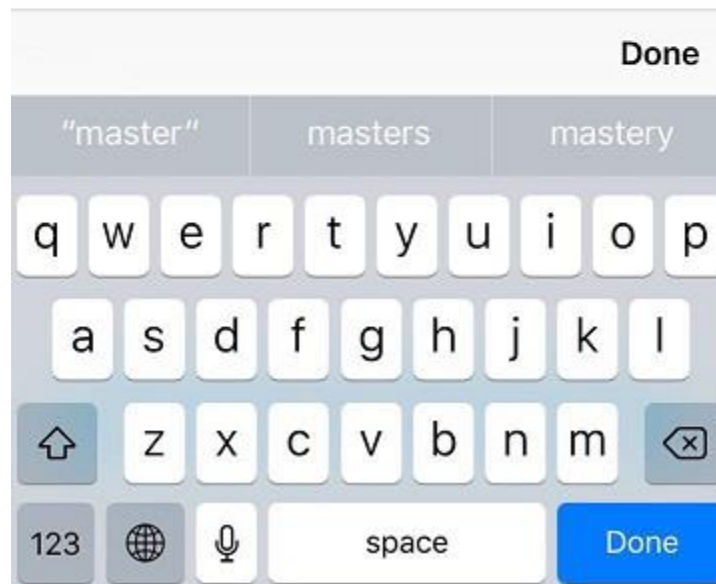 Done
"master" masters mastery
q w e r t y u i o p
a s d f g h j k l
z x c v b n m
123 space Done